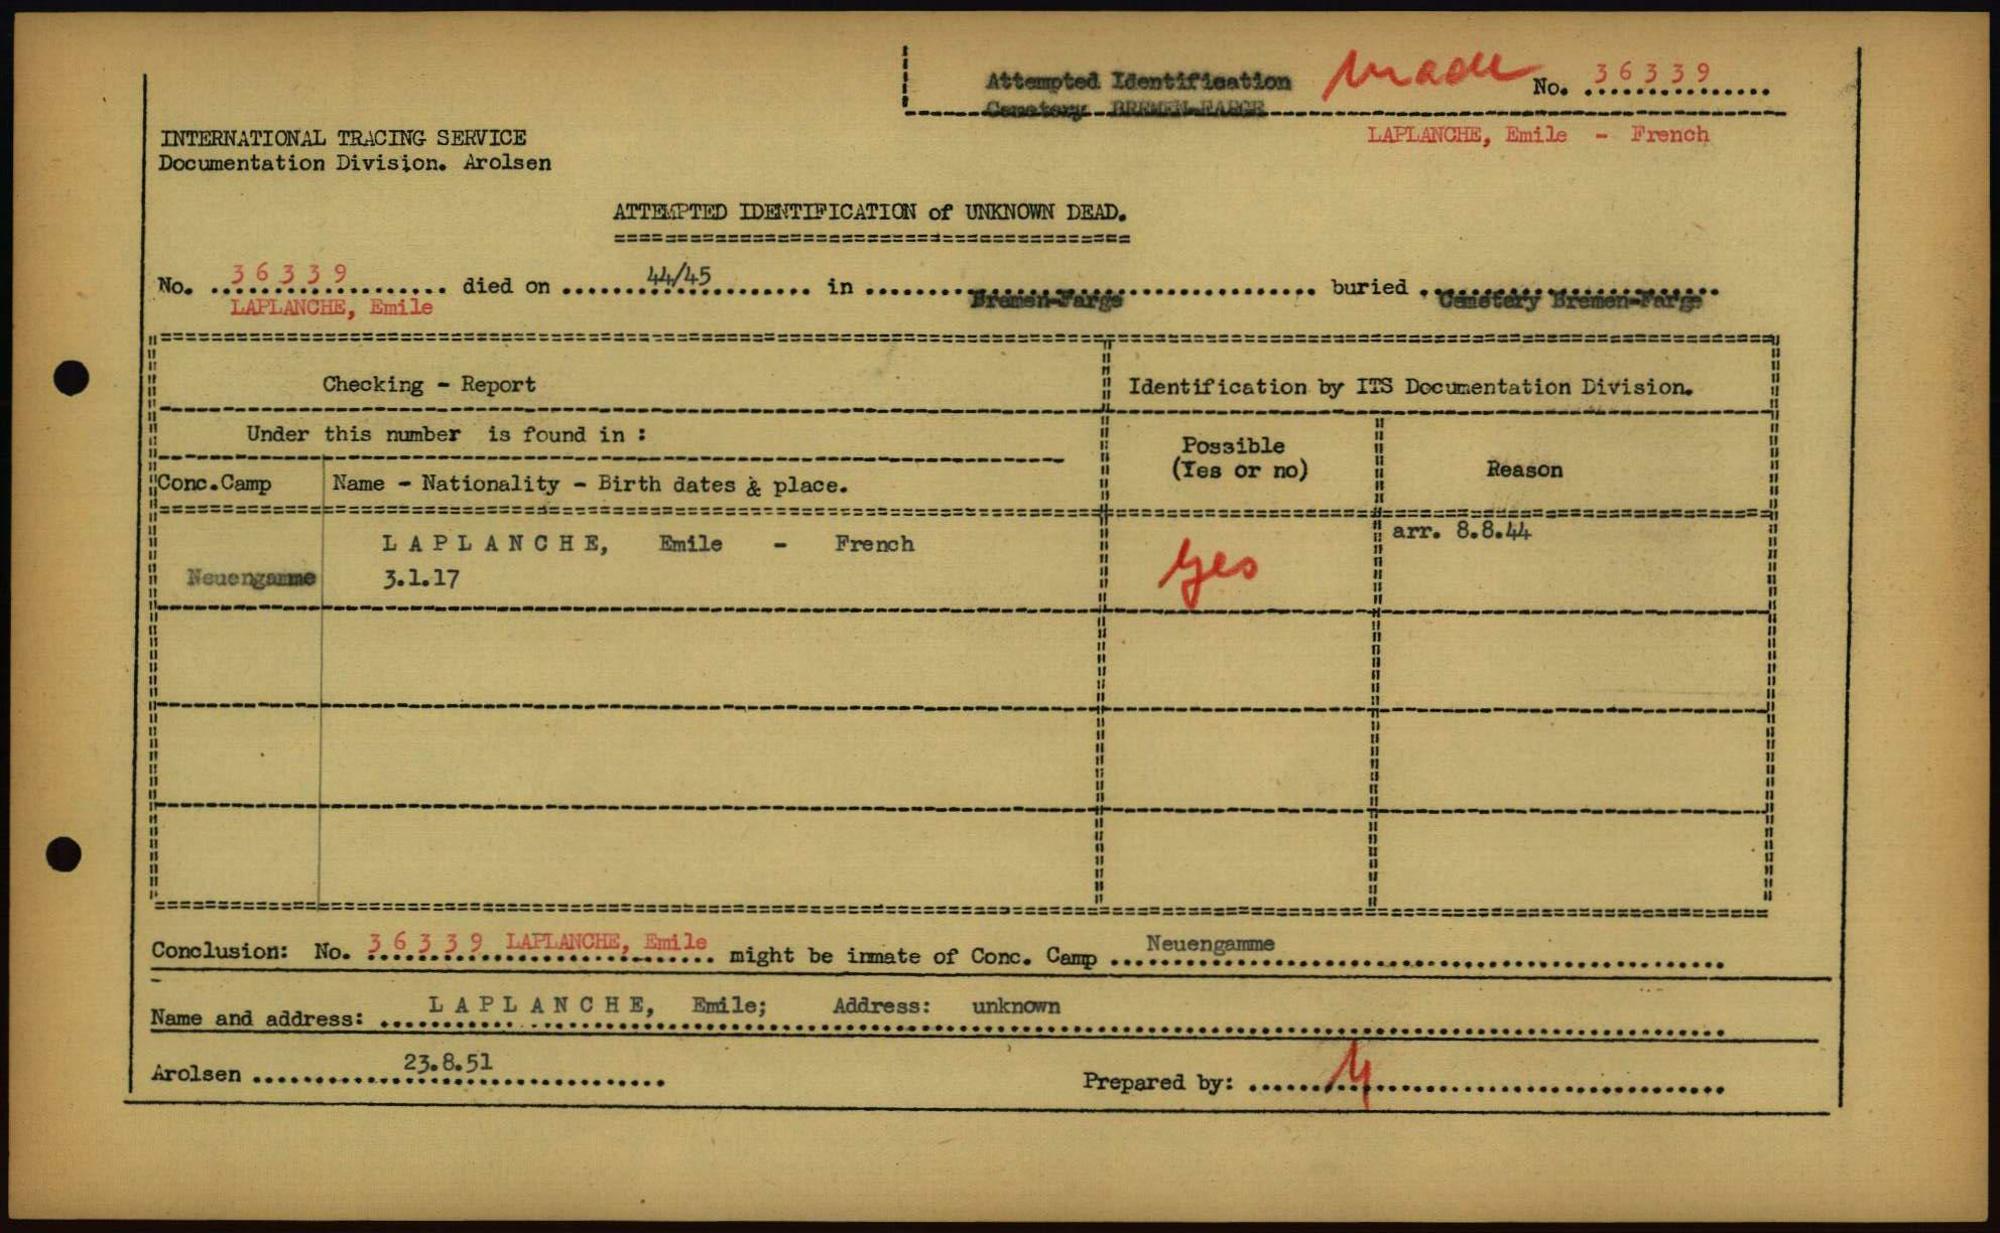 Attempted Identification made No. 36339
Cemetery BREMEN-FARGE
LAPLANCHE, Emile - French
INTERNATIONAL TRACING SERVICE
Documentation Division. Arolsen
ATTEMPTED IDENTIFICATION of UNKNOWN DEAD.
No. 36339 died on 44/45 in Bremen-Farge buried Cemetery Bremen-Farge
LAPLANCHE, Emile
Checking - Report
Identification by ITS Documentation Division.
Under this number is found in :
Possible
(Yes or no)
Reason
Conc.Camp
Name - Nationality - Birth dates & place.
arr. 8.8.44
L A P L A N C H E, Emile - French
yes
Neuengamme 3.1.17
Conclusion: No. 36339 LAPLANCHE, Emile might be inmate of Conc. Camp Neuengamme
Name and address: L A P L A N C H E, Emile; Address: unknown
Arolsen 23.8.51
Prepared by: